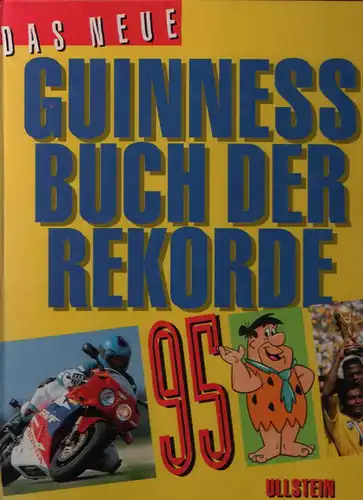 DAS NEUE
GUINNESS
BUCH DER
REKORDE
95
ULLSTEIN